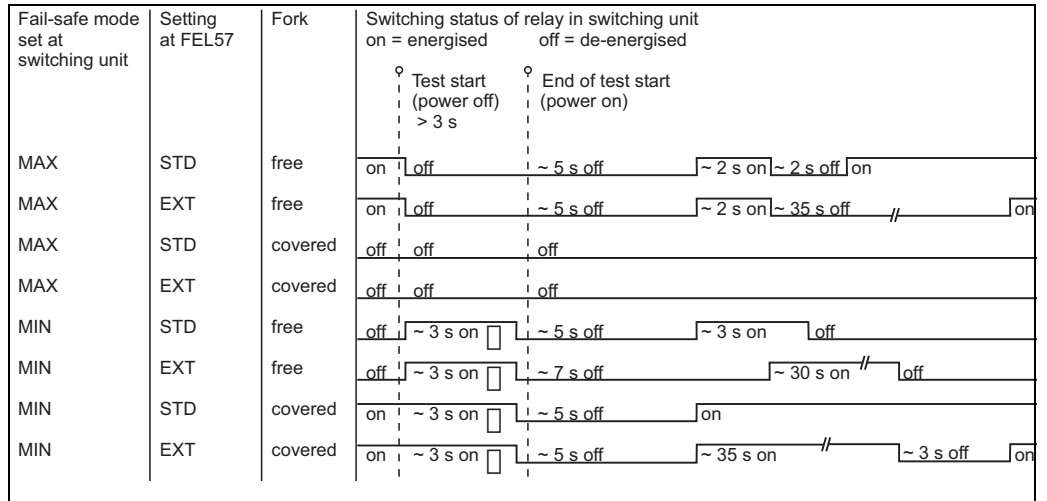 Fail-safe mode set at switching unit
Setting at FEL57
Fork
Switching status of relay in switching unit
on = energised off = de-energised
Test start (power off) > 3 s
End of test start (power on)
MAX STD free on off ~ 5 s off ~ 2 s on ~ 2 s off on
MAX EXT free on off ~ 5 s off ~ 2 s on ~ 35 s off on
MAX STD covered off off off
MAX EXT covered off off off
MIN STD free off ~ 3 s on ~ 5 s off ~ 3 s on off
MIN EXT free off ~ 3 s on ~ 7 s off ~ 30 s on off
MIN STD covered on ~ 3 s on ~ 5 s off on
MIN EXT covered on ~ 3 s on ~ 5 s off ~ 35 s on ~ 3 s off on